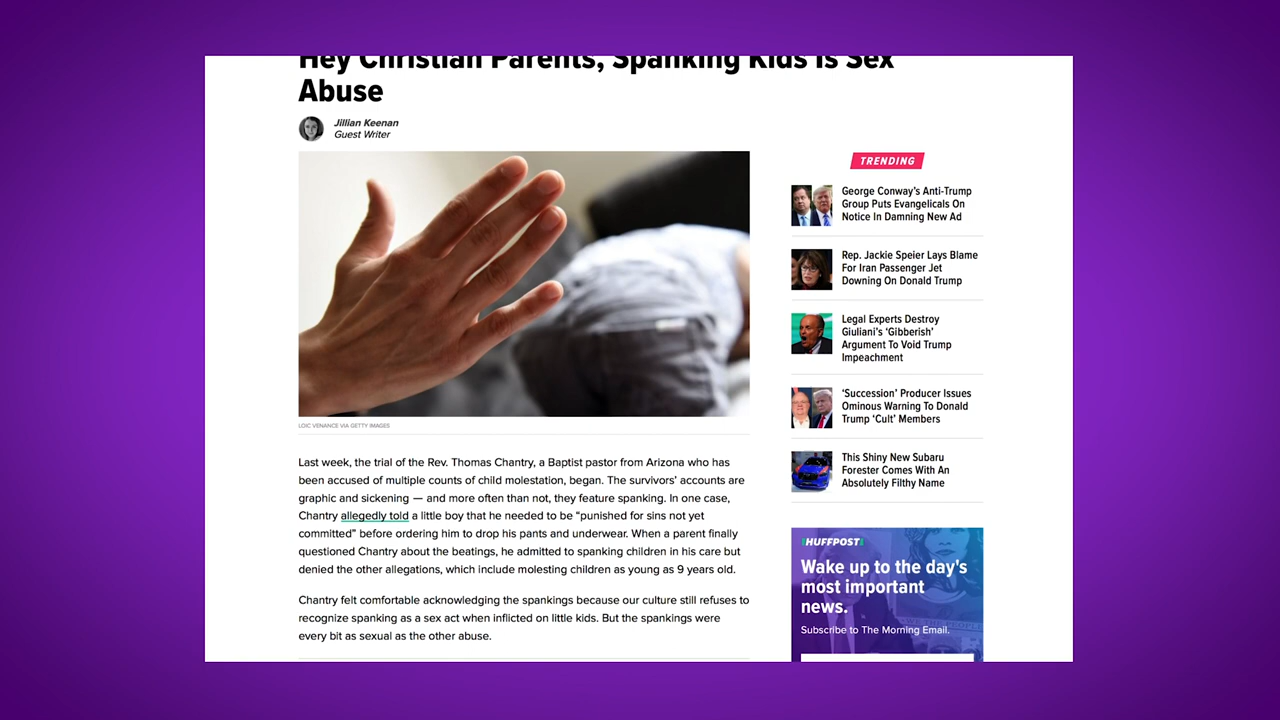 Hey Christian Parents, Spanking Kids Is Sex
Abuse
Jillian Keenan
Guest Writer
LOIC VENANCE VIA GETTY IMAGES
Last week, the trial of the Rev. Thomas Chantry, a Baptist pastor from Arizona who has
been accused of multiple counts of child molestation, began. The survivors’ accounts are
graphic and sickening — and more often than not, they feature spanking. In one case,
Chantry allegedly told a little boy that he needed to be “punished for sins not yet
committed” before ordering him to drop his pants and underwear. When a parent finally
questioned Chantry about the beatings, he admitted to spanking children in his care but
denied the other allegations, which include molesting children as young as 9 years old.
Chantry felt comfortable acknowledging the spankings because our culture still refuses to
recognize spanking as a sex act when inflicted on little kids. But the spankings were
every bit as sexual as the other abuse.
TRENDING
George Conway’s Anti-Trump
Group Puts Evangelicals On
Notice In Damning New Ad
Rep. Jackie Speier Lays Blame
For Iran Passenger Jet
Downing On Donald Trump
Legal Experts Destroy
Giuliani’s ‘Gibberish’
Argument To Void Trump
Impeachment
‘Succession’ Producer Issues
Ominous Warning To Donald
Trump ‘Cult’ Members
This Shiny New Subaru
Forester Comes With An
Absolutely Filthy Name
HUFFPOST
Wake up to the day's
most important
news.
Subscribe to The Morning Email.